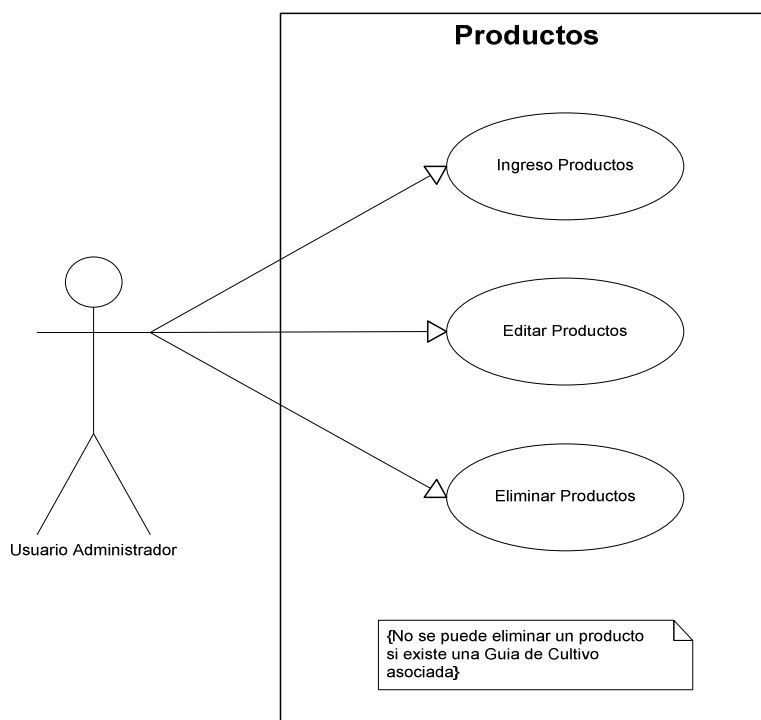 Productos
Ingreso Productos
Editar Productos
Eliminar Productos
Usuario Administrador
{No se puede eliminar un producto
si existe una Guia de Cultivo
asociada}